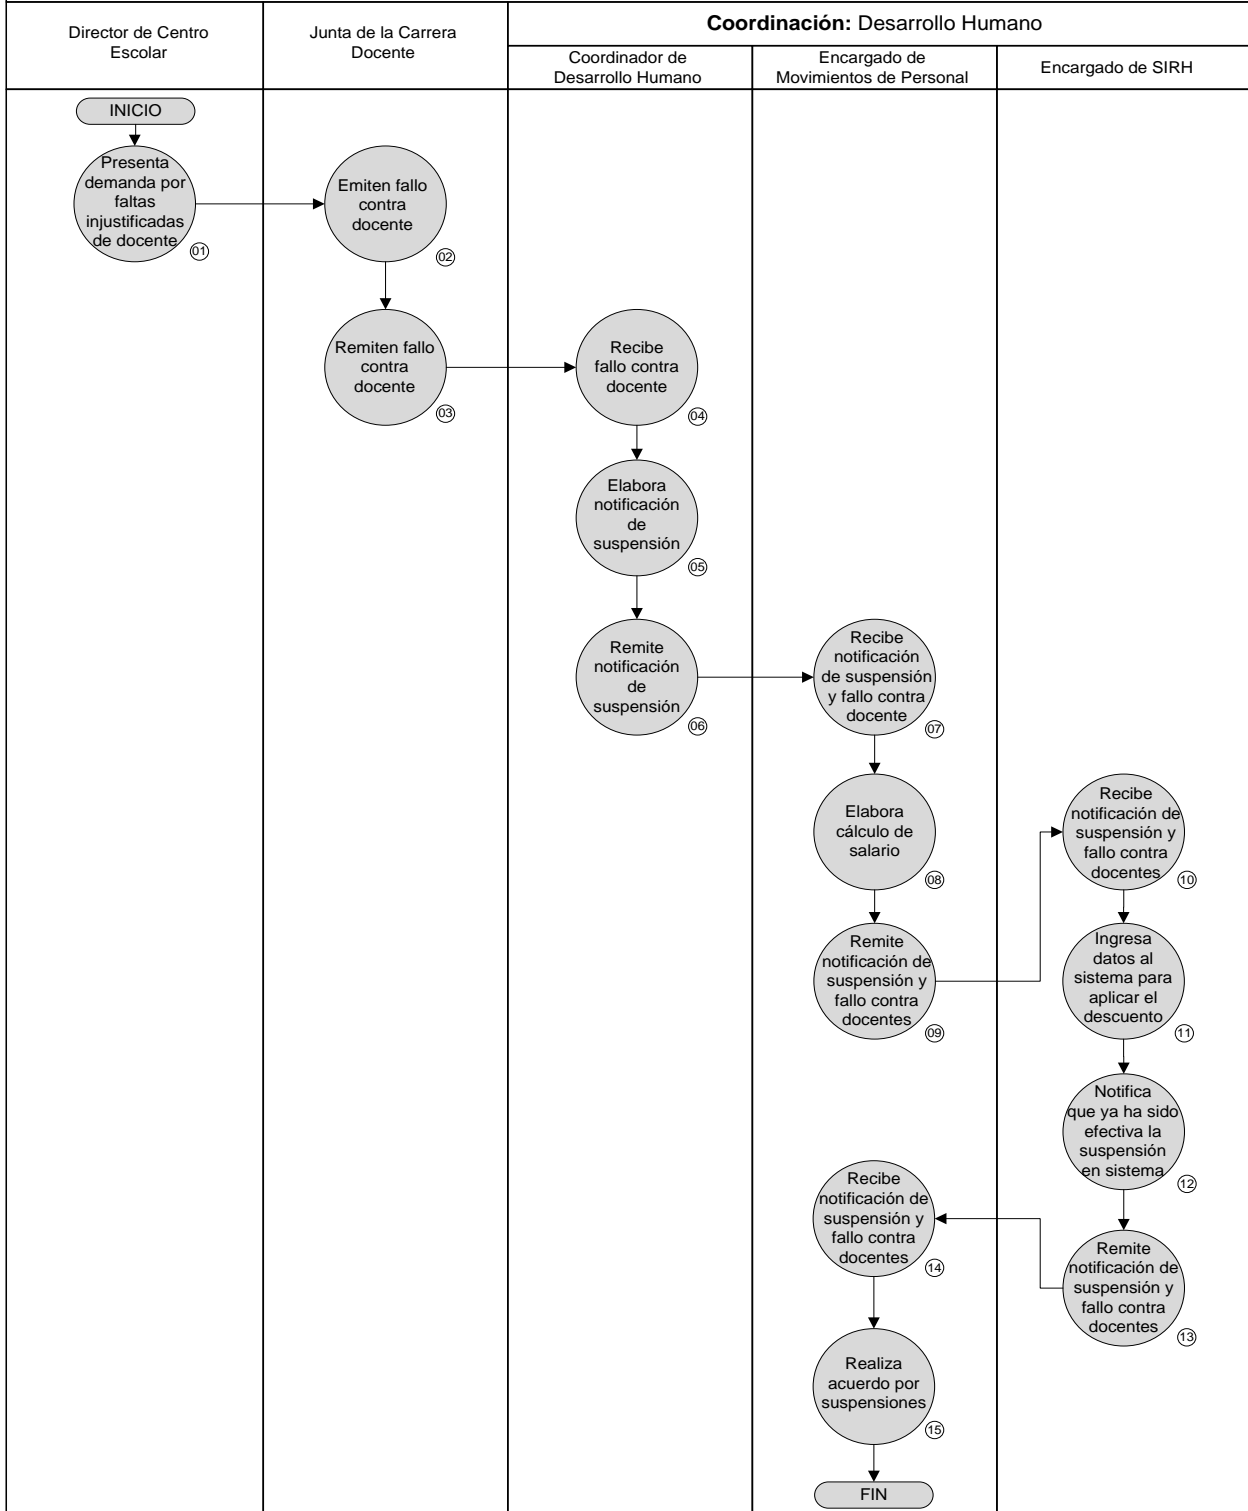 Director de Centro
Escolar
Junta de la Carrera
Docente
Coordinación: Desarrollo Humano
Coordinador de
Desarrollo Humano
Encargado de
Movimientos de Personal
Encargado de SIRH
INICIO
Presenta
demanda por
faltas
injustificadas
de docente
01
Emiten fallo
contra
docente
02
Remiten fallo
contra
docente
03
Recibe
fallo contra
docente
04
Elabora
notificación
de
suspensión
05
Remite
notificación
de
suspensión
06
Recibe
notificación
de suspensión
y fallo contra
docente
07
Elabora
cálculo de
salario
08
Remite
notificación de
suspensión y
fallo contra
docentes
09
Recibe
notificación de
suspensión y
fallo contra
docentes
10
Ingresa
datos al
sistema para
aplicar el
descuento
11
Notifica
que ya ha sido
efectiva la
suspensión
en sistema
12
Remite
notificación de
suspensión y
fallo contra
docentes
13
Recibe
notificación de
suspensión y
fallo contra
docentes
14
Realiza
acuerdo por
suspensiones
15
FIN